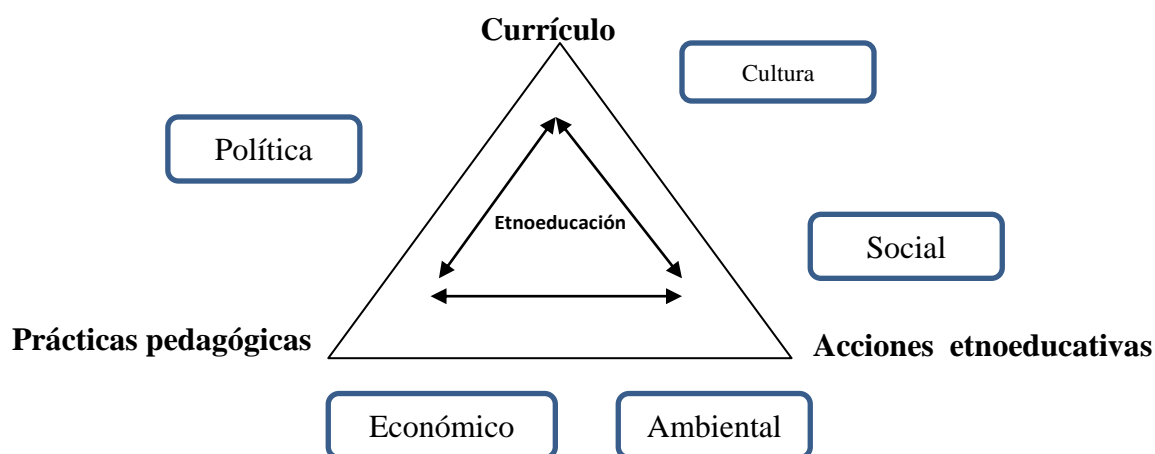 Currículo
Cultura
Política
Etnoeducación
Social
Prácticas pedagógicas
Acciones etnoeducativas
Económico
Ambiental